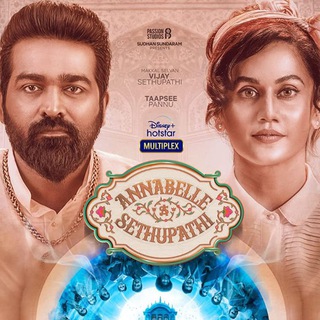 PASSION
STUDIOS
SUDHAN SUNDARAM
PRESENTS
MAKKAL SELVAN
VIJAY
SETHUPATHI
TAAPSEE
PANNU
Disney+
hotstar
MULTIPLEX
ANNABELLE
SETHUPATHI